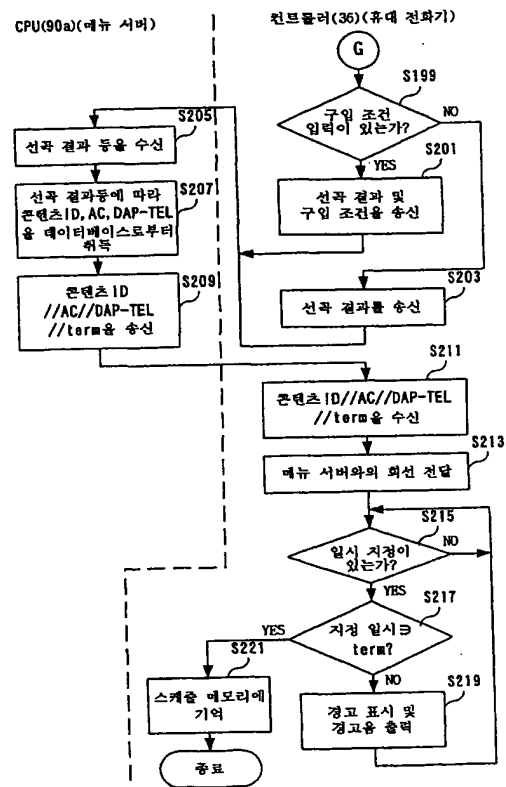 CPU(90a)(메뉴 서버)
컨트롤러(36)(휴대 전화기)
G
S199
구입 조건
입력이 있는가?
NO
YES
S201
선곡 결과 및
구입 조건을 송신
S203
선곡 결과를 송신
S205
선곡 결과 등을 수신
S207
선곡 결과등에 따라
콘텐츠ID,AC,DAP-TEL
을 데이터베이스로부터
취득
S209
콘텐츠ID
//AC//DAP-TEL
//term을 송신
S211
콘텐츠ID//AC//DAP-TEL
//term을 수신
S213
메뉴 서버와의 회선 전달
S215
일시 지정이
있는가?
NO
YES
S217
지정 일시∋
term?
YES
NO
S219
경고 표시 및
경고음 출력
S221
스케줄 메모리에
기억
종료